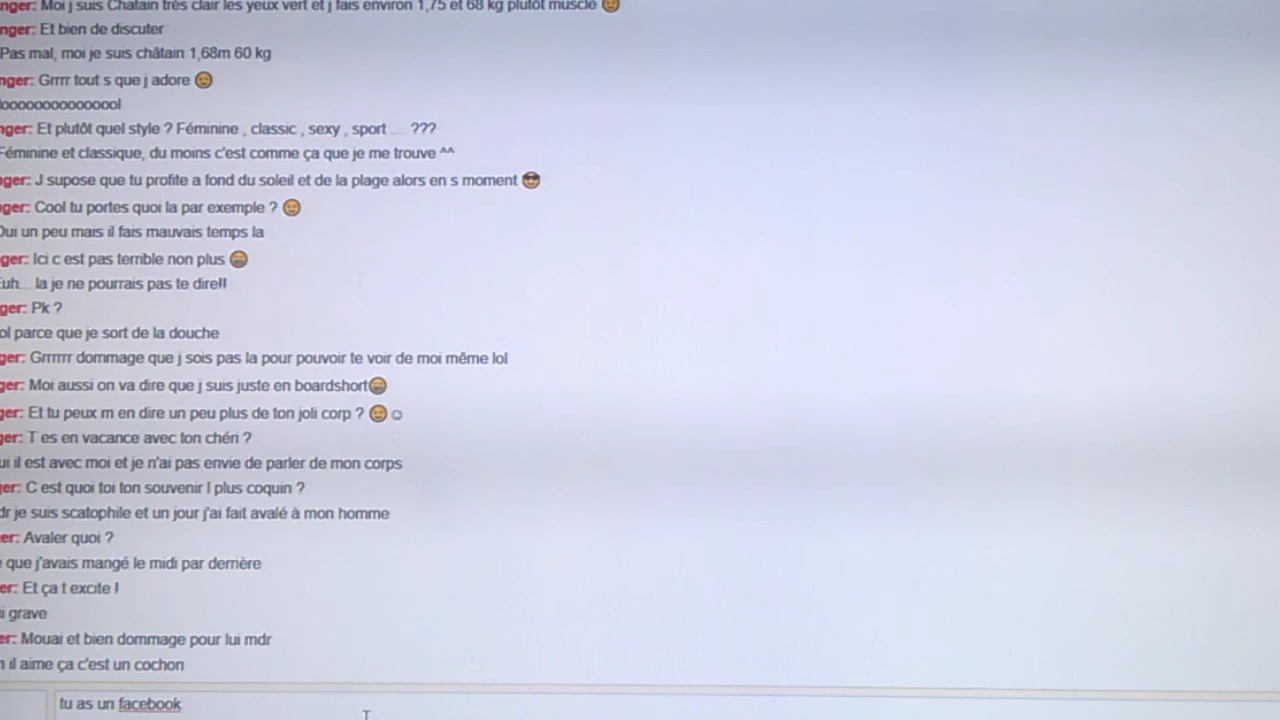 nger: Moi j suis Chatain très clair les yeux vert et j fais environ 1,75 et 68 kg plutôt musclé
nger: Et bien de discuter
Pas mal, moi je suis châtain 1,68m 60 kg
nger: Grrrr tout s que j adore
looooooooooooool
nger: Et plutôt quel style ? Féminine , classic , sexy , sport .... ???
Féminine et classique, du moins c'est comme ça que je me trouve ^^
nger: J supose que tu profite a fond du soleil et de la plage alors en s moment
ger: Cool tu portes quoi la par exemple ?
Oui un peu mais il fais mauvais temps la
ger: Ici c est pas terrible non plus
Euh... la je ne pourrais pas te dire!!
ger: Pk ?
ol parce que je sort de la douche
ger: Grrrrrr dommage que j sois pas la pour pouvoir te voir de moi même lol
ger: Moi aussi on va dire que j suis juste en boardshort
ger: Et tu peux m en dire un peu plus de ton joli corp ?
ger: T es en vacance avec ton chéri ?
ui il est avec moi et je n'ai pas envie de parler de mon corps
er: C est quoi toi ton souvenir l plus coquin ?
dr je suis scatophile et un jour j'ai fait avalé à mon homme
er: Avaler quoi ?
e que j'avais mangé le midi par derrière
er: Et ça t excite !
i grave
er: Mouai et bien dommage pour lui mdr
n il aime ça c'est un cochon
tu as un facebook